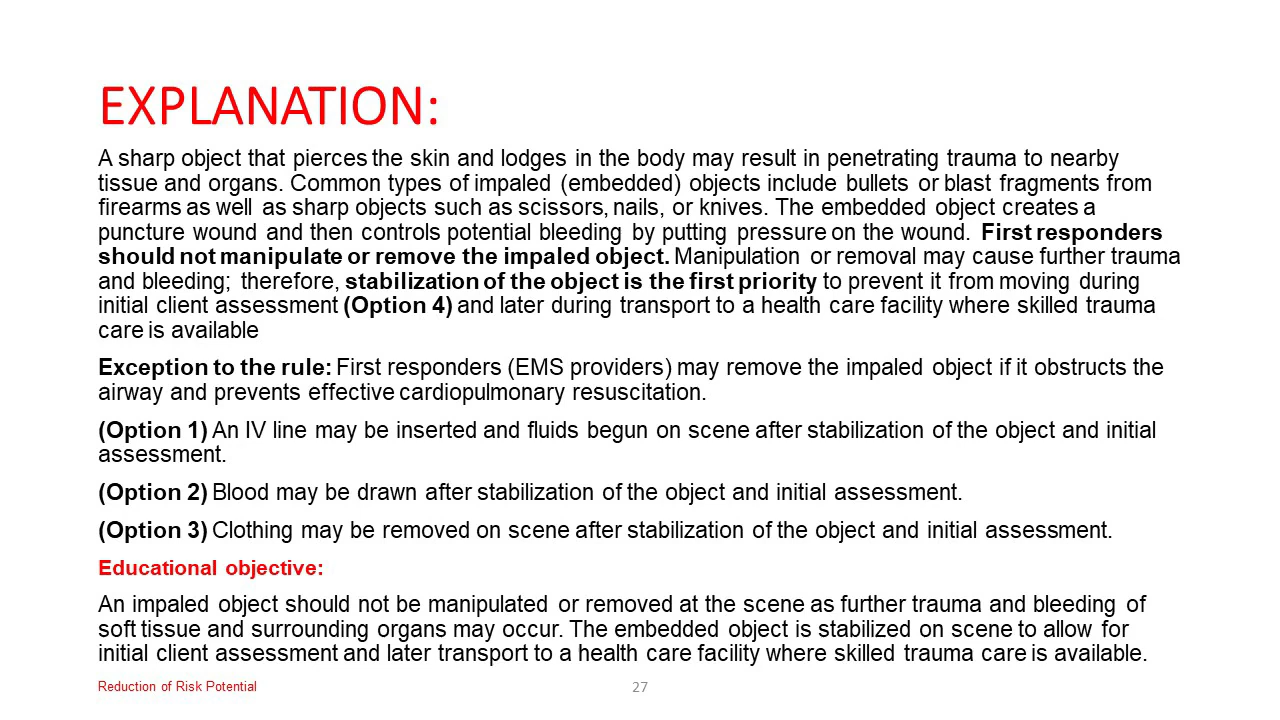 EXPLANATION:
A sharp object that pierces the skin and lodges in the body may result in penetrating trauma to nearby
tissue and organs. Common types of impaled (embedded) objects include bullets or blast fragments from
firearms as well as sharp objects such as scissors, nails, or knives. The embedded object creates a
puncture wound and then controls potential bleeding by putting pressure on the wound. First responders
should not manipulate or remove the impaled object. Manipulation or removal may cause further trauma
and bleeding; therefore, stabilization of the object is the first priority to prevent it from moving during
initial client assessment (Option 4) and later during transport to a health care facility where skilled trauma
care is available
Exception to the rule: First responders (EMS providers) may remove the impaled object if it obstructs the
airway and prevents effective cardiopulmonary resuscitation.
(Option 1) An IV line may be inserted and fluids begun on scene after stabilization of the object and initial
assessment.
(Option 2) Blood may be drawn after stabilization of the object and initial assessment.
(Option 3) Clothing may be removed on scene after stabilization of the object and initial assessment.
Educational objective:
An impaled object should not be manipulated or removed at the scene as further trauma and bleeding of
soft tissue and surrounding organs may occur. The embedded object is stabilized on scene to allow for
initial client assessment and later transport to a health care facility where skilled trauma care is available.
Reduction of Risk Potential
27